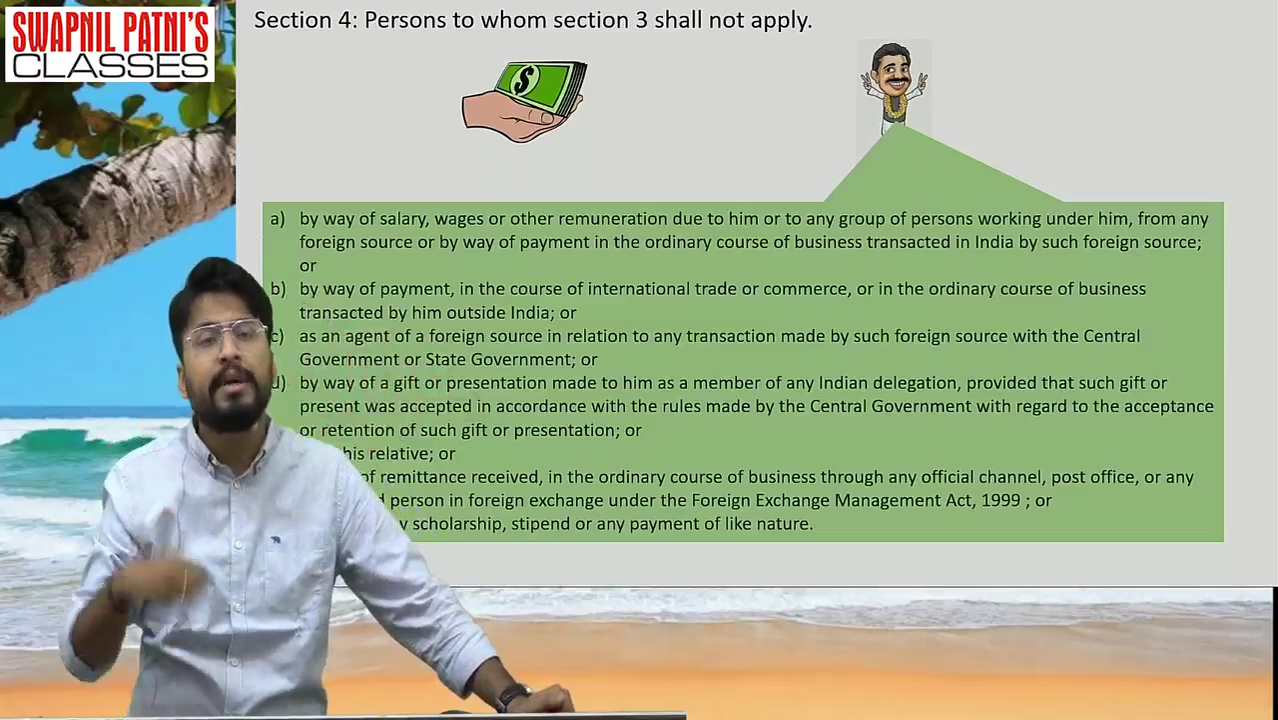 SWAPNIL PATNI'S
CLASSES
Section 4: Persons to whom section 3 shall not apply.
$
a) by way of salary, wages or other remuneration due to him or to any group of persons working under him, from any
foreign source or by way of payment in the ordinary course of business transacted in India by such foreign source;
or
b) by way of payment, in the course of international trade or commerce, or in the ordinary course of business
transacted by him outside India; or
c) as an agent of a foreign source in relation to any transaction made by such foreign source with the Central
Government or State Government; or
d) by way of a gift or presentation made to him as a member of any Indian delegation, provided that such gift or
present was accepted in accordance with the rules made by the Central Government with regard to the acceptance
or retention of such gift or presentation; or
his relative; or
of remittance received, in the ordinary course of business through any official channel, post office, or any
person in foreign exchange under the Foreign Exchange Management Act, 1999 ; or
scholarship, stipend or any payment of like nature.